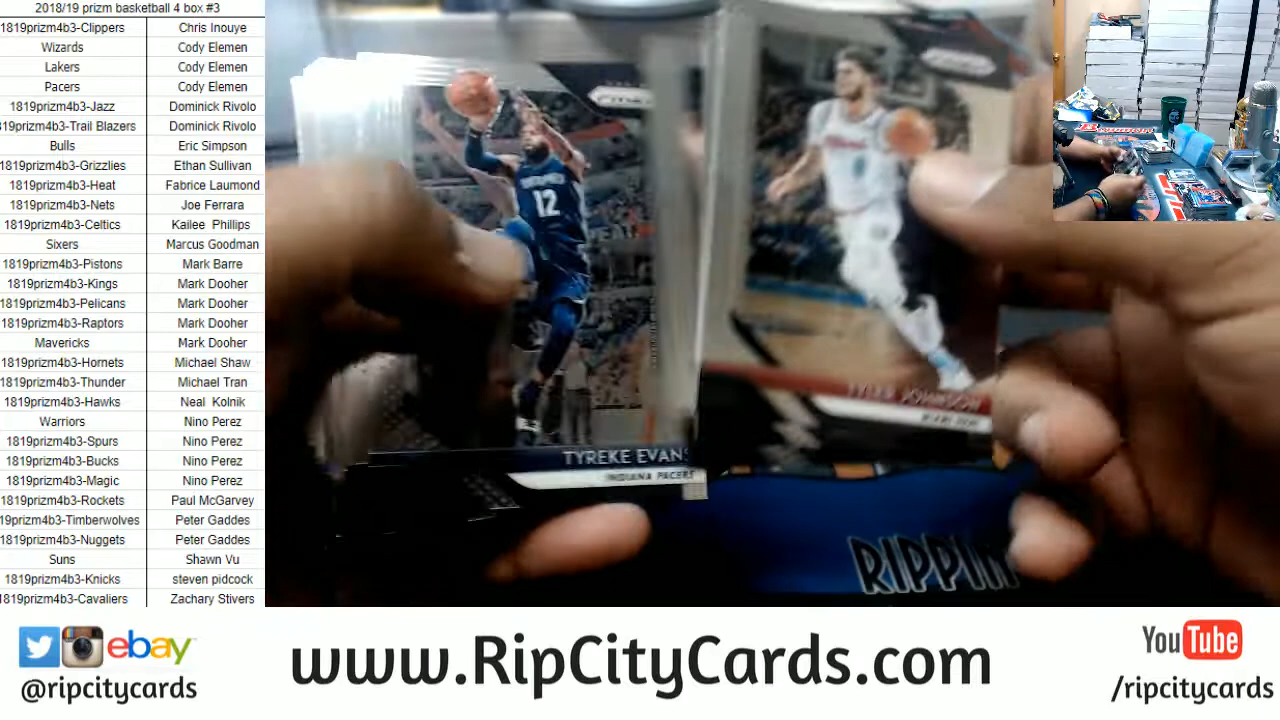 2018/19 prizm basketball 4 box #3
1819prizm4b3-Clippers Chris Inouye
Wizards Cody Elemen
Lakers Cody Elemen
Pacers Cody Elemen
1819prizm4b3-Jazz Dominick Rivolo
819prizm4b3-Trail Blazers Dominick Rivolo
Bulls Eric Simpson
1819prizm4b3-Grizzlies Ethan Sullivan
1819prizm4b3-Heat Fabrice Laumond
1819prizm4b3-Nets Joe Ferrara
1819prizm4b3-Celtics Kailee Phillips
Sixers Marcus Goodman
1819prizm4b3-Pistons Mark Barre
1819prizm4b3-Kings Mark Dooher
1819prizm4b3-Pelicans Mark Dooher
1819prizm4b3-Raptors Mark Dooher
Mavericks Mark Dooher
1819prizm4b3-Hornets Michael Shaw
1819prizm4b3-Thunder Michael Tran
1819prizm4b3-Hawks Neal Kolnik
Warriors Nino Perez
1819prizm4b3-Spurs Nino Perez
1819prizm4b3-Bucks Nino Perez
1819prizm4b3-Magic Nino Perez
1819prizm4b3-Rockets Paul McGarvey
819prizm4b3-Timberwolves Peter Gaddes
1819prizm4b3-Nuggets Peter Gaddes
Suns Shawn Vu
1819prizm4b3-Knicks steven pidcock
1819prizm4b3-Cavaliers Zachary Stivers
12
TYREKE EVANS
INDIANA PACERS
TYLER JOHNSON
MIAMI HEAT
RIPPIN
ebay
@ripcitycards
www.RipCityCards.com
YouTube
/ripcitycards